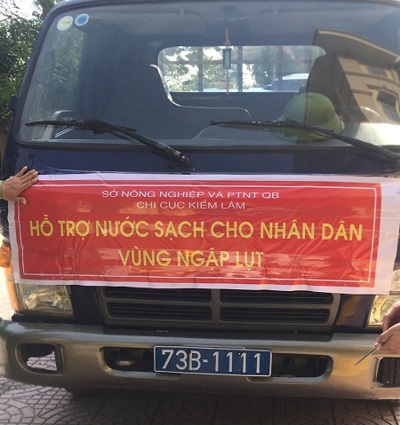 SỞ NÔNG NGHIỆP VÀ PTNT QB
CHI CỤC KIỂM LÂM
HỖ TRỢ NƯỚC SẠCH CHO NHÂN DÂN
VÙNG NGẬP LỤT
73B-1111